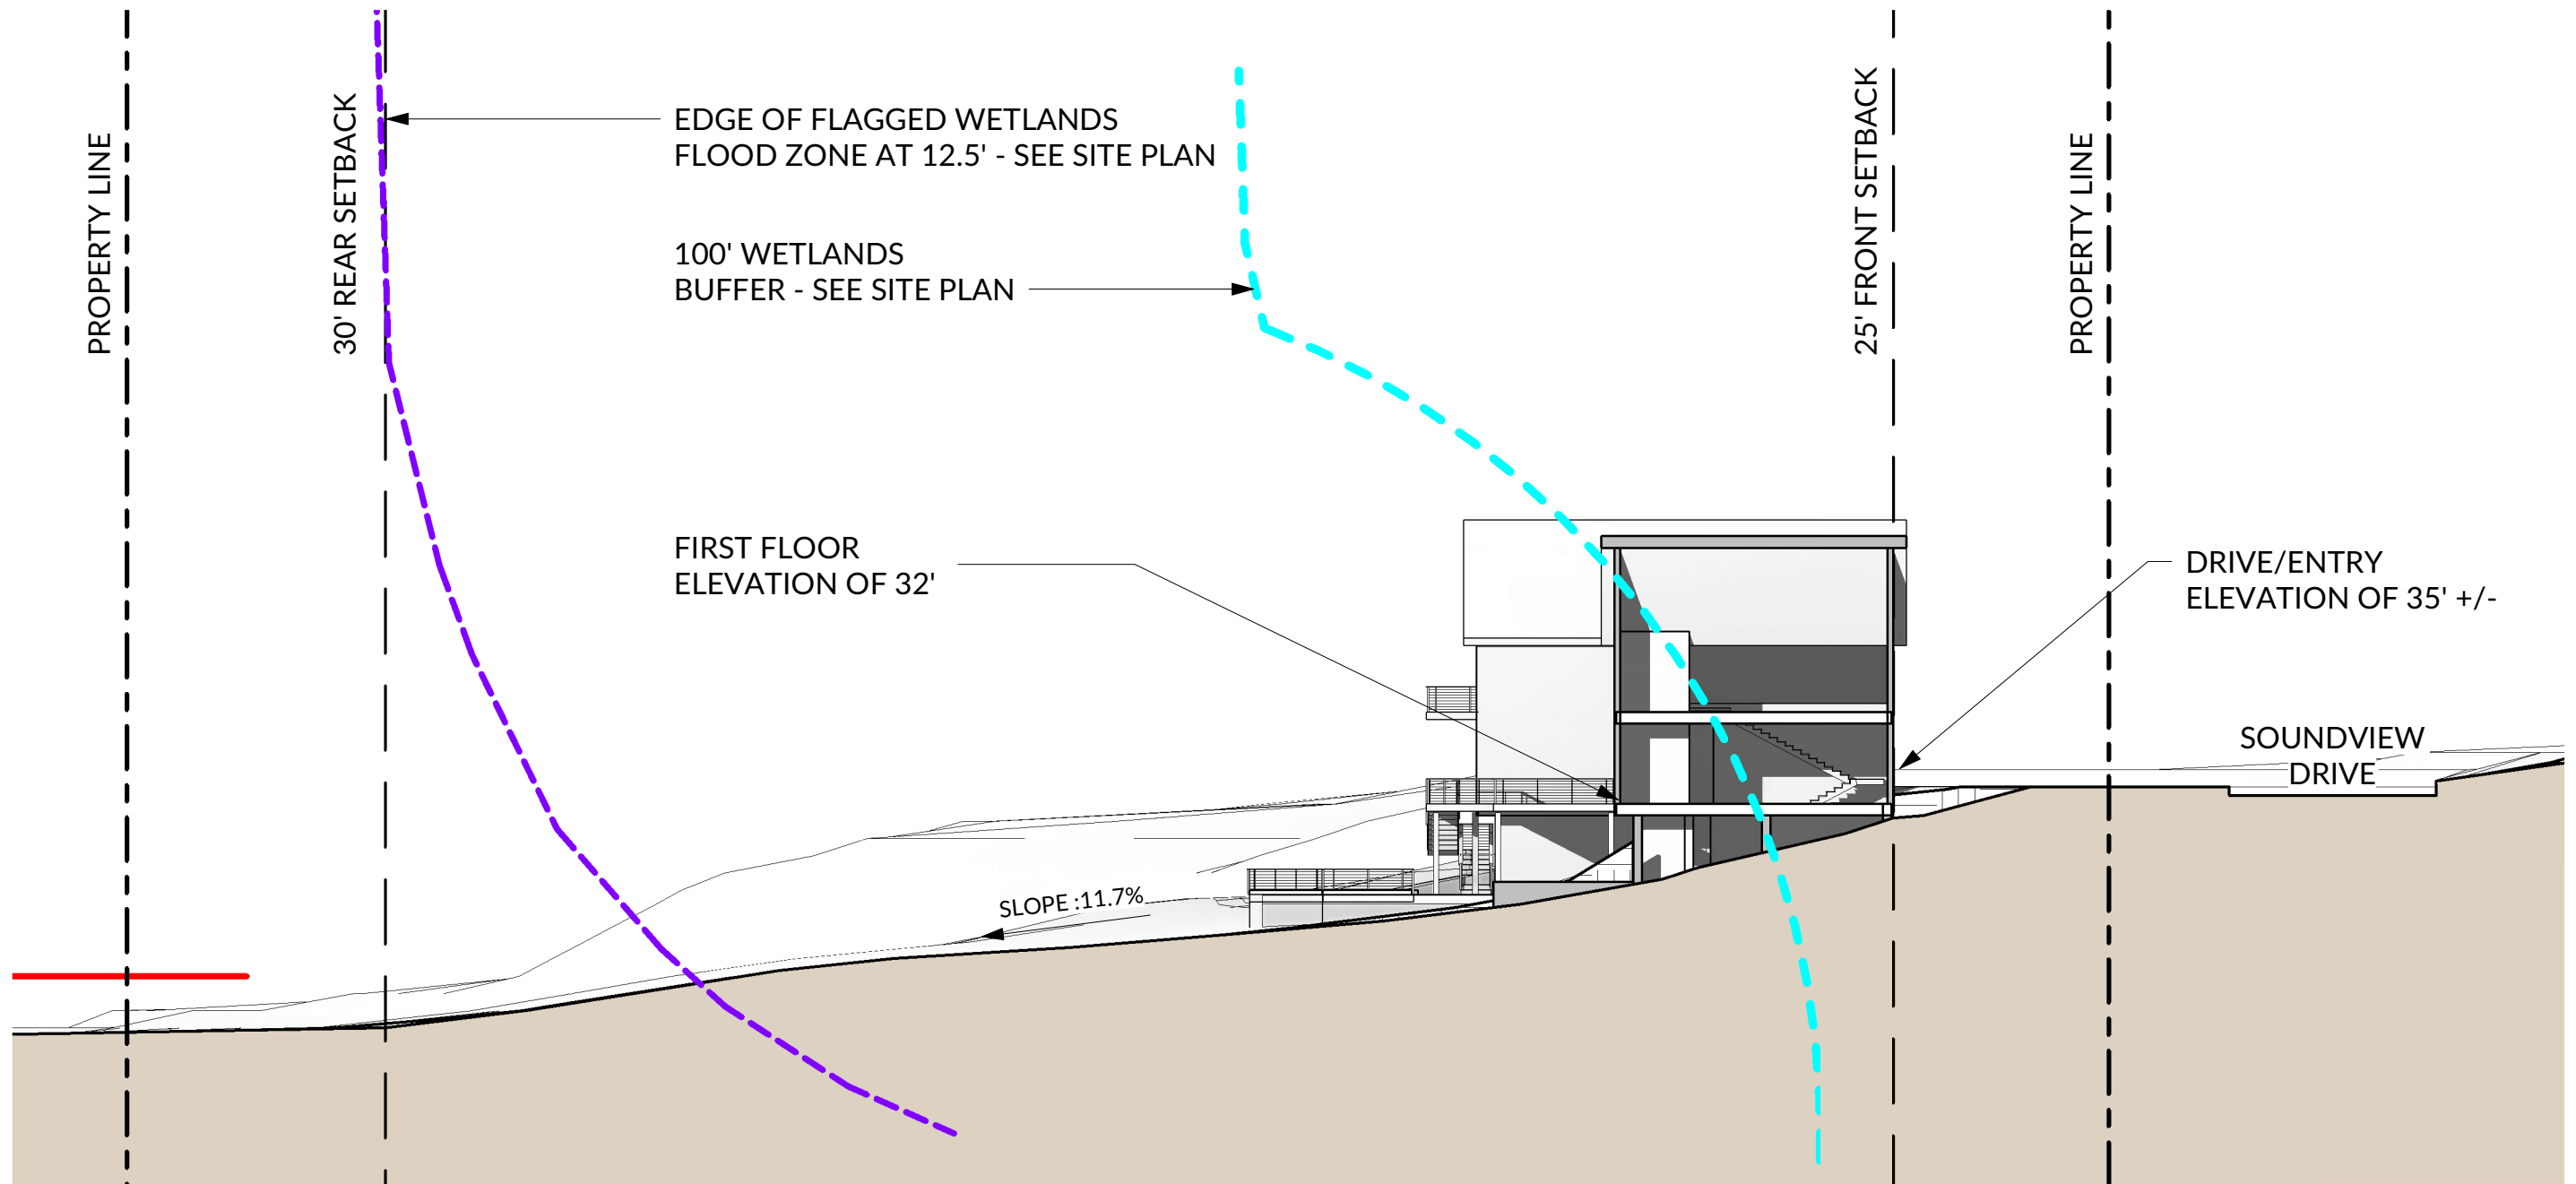 PROPERTY LINE
30' REAR SETBACK
EDGE OF FLAGGED WETLANDS
FLOOD ZONE AT 12.5' - SEE SITE PLAN
100' WETLANDS
BUFFER - SEE SITE PLAN
25' FRONT SETBACK
PROPERTY LINE
FIRST FLOOR
ELEVATION OF 32'
DRIVE/ENTRY
ELEVATION OF 35' +/-
SOUNDVIEW
DRIVE
SLOPE :11.7%